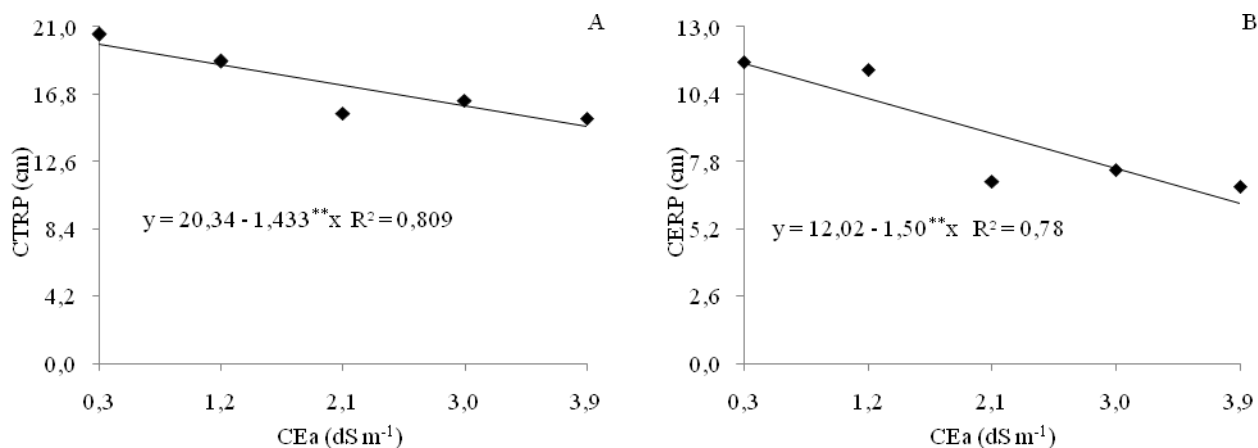 A
21,0
16,8
12,6
8,4
4,2
0,0
CTRP (cm)
y = 20,34 - 1,433**x R² = 0,809
0,3 1,2 2,1 3,0 3,9
CEa (dS m⁻¹)
B
13,0
10,4
7,8
5,2
2,6
0,0
CERP (cm)
y = 12,02 - 1,50**x R² = 0,78
0,3 1,2 2,1 3,0 3,9
CEa (dS m⁻¹)